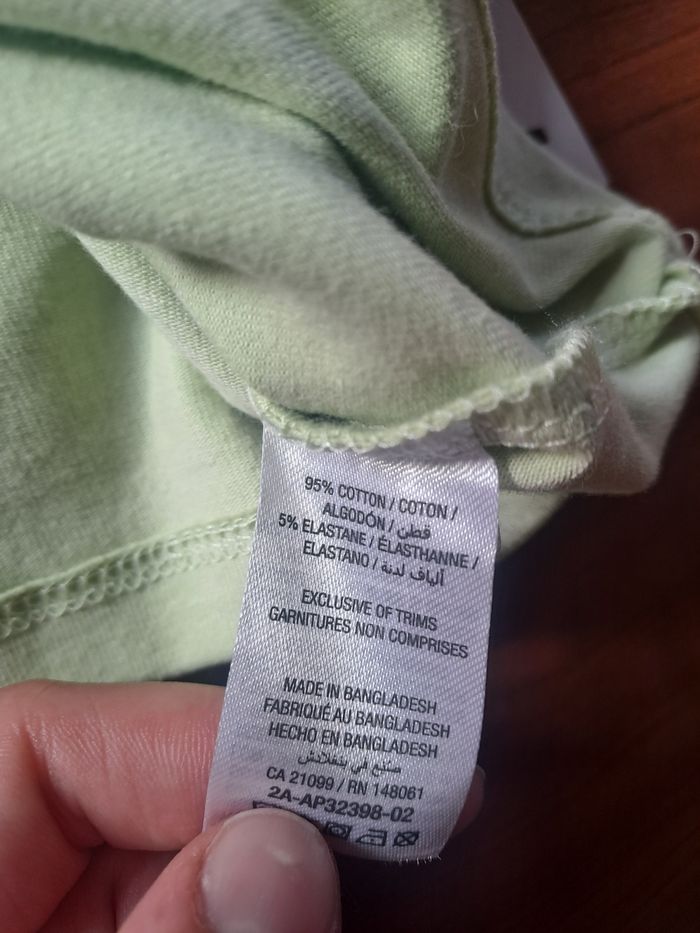 95% COTTON / COTON /
ALGODÓN / قطن
5% ELASTANE / ÉLASTHANNE /
ELASTANO / ألياف لدنة
EXCLUSIVE OF TRIMS
GARNITURES NON COMPRISES
MADE IN BANGLADESH
FABRIQUÉ AU BANGLADESH
HECHO EN BANGLADESH
صنع في بنغلادش
CA 21099 / RN 148061
2A-AP32398-02